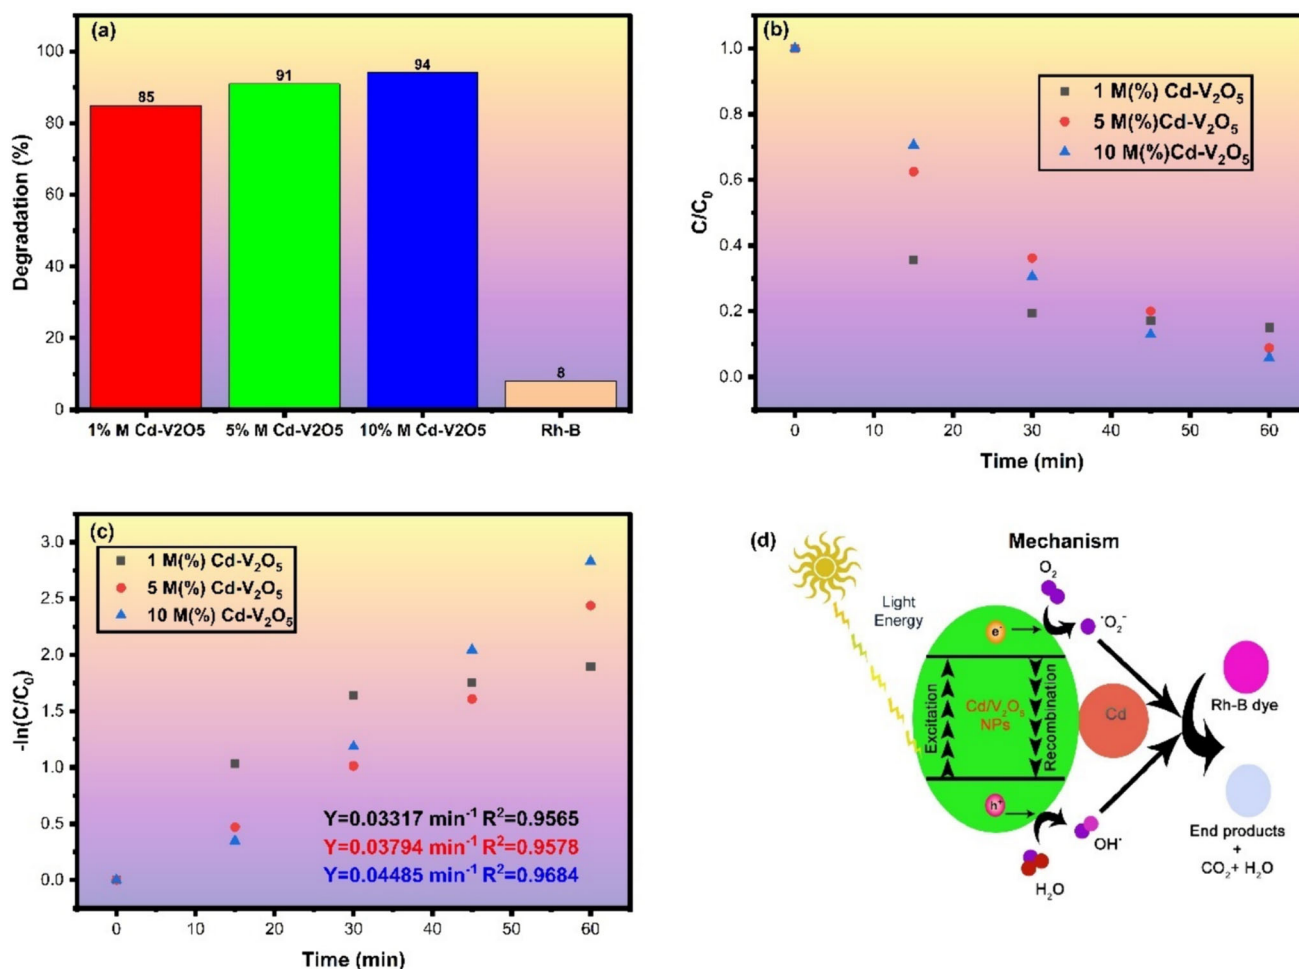 (a)
100
80
60
40
20
0
Degradation (%)
85
91
94
8
1% M Cd-V2O5
5% M Cd-V2O5
10% M Cd-V2O5
Rh-B
(b)
1.0
0.8
0.6
0.4
0.2
0.0
C/C₀
1 M(%) Cd-V₂O₅
5 M(%)Cd-V₂O₅
10 M(%)Cd-V₂O₅
0 10 20 30 40 50 60
Time (min)
(c)
3.0
2.5
2.0
1.5
1.0
0.5
0.0
-ln(C/C₀)
1 M(%) Cd-V₂O₅
5 M(%) Cd-V₂O₅
10 M(%) Cd-V₂O₅
Y=0.03317 min⁻¹ R²=0.9565
Y=0.03794 min⁻¹ R²=0.9578
Y=0.04485 min⁻¹ R²=0.9684
0 10 20 30 40 50 60
Time (min)
(d)
Mechanism
Light
Energy
O₂
e⁻
˙O₂⁻
Excitation
Cd/V₂O₅
NPs
Recombination
Cd
Rh-B dye
h⁺
OH˙
H₂O
End products
+
CO₂+ H₂O